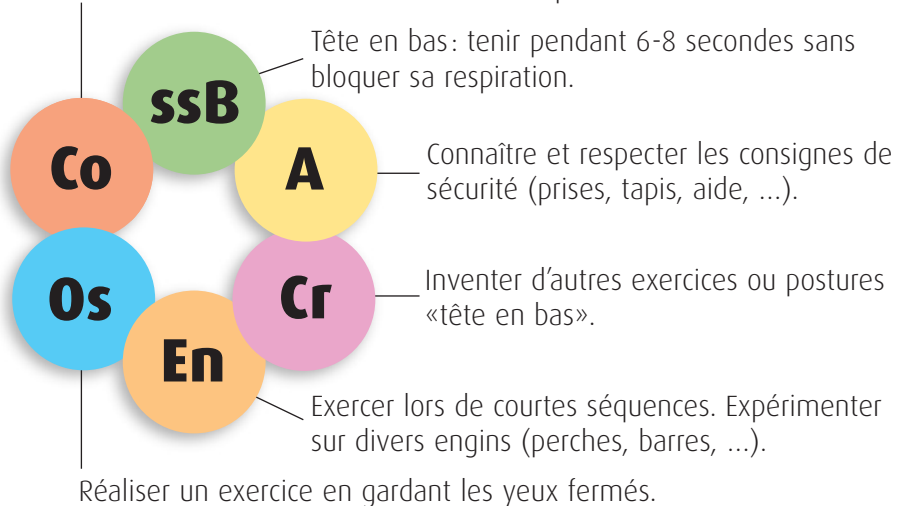 Tête en bas: tenir pendant 6-8 secondes sans
bloquer sa respiration.
ssB
Co
A
Connaître et respecter les consignes de
sécurité (prises, tapis, aide, ...).
Os
Cr
Inventer d'autres exercices ou postures
«tête en bas».
En
Exercer lors de courtes séquences. Expérimenter
sur divers engins (perches, barres, ...).
Réaliser un exercice en gardant les yeux fermés.